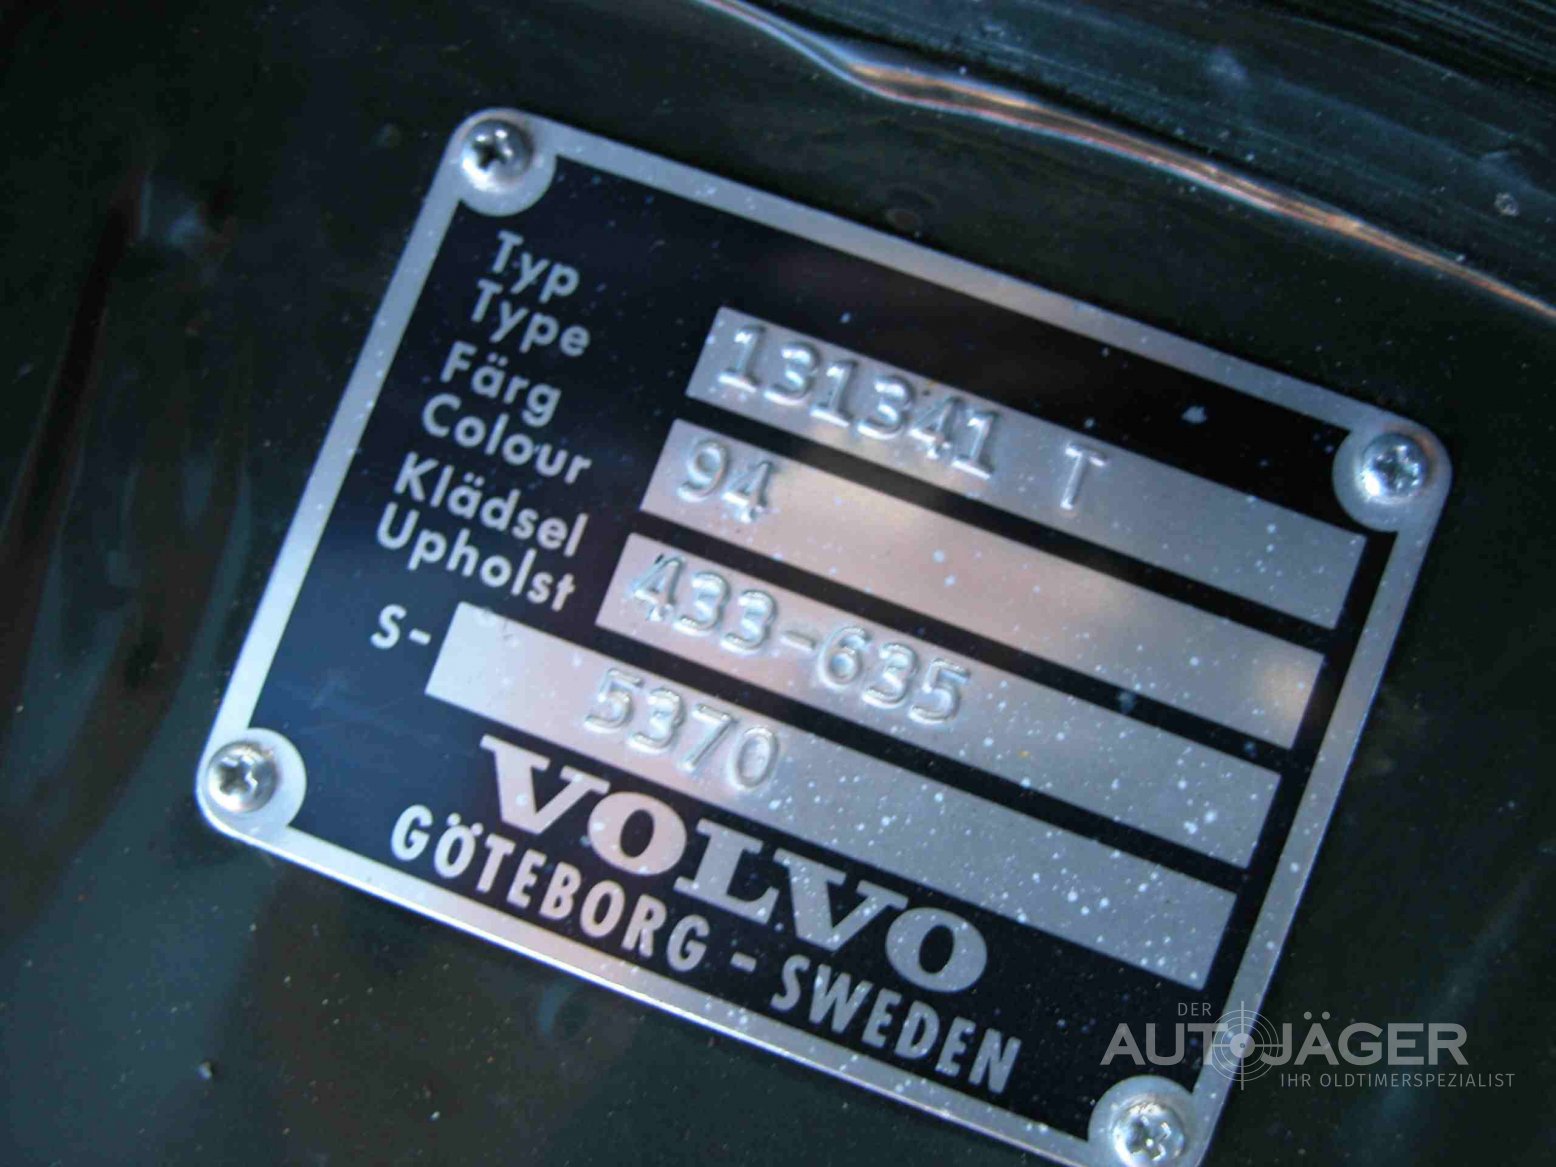 Typ
Type 131341 T
Färg
Colour 94
Klädsel
Upholst 433-635
S- 5370
VOLVO
GÖTEBORG - SWEDEN
DER
AUTOJÄGER
IHR OLDTIMERSPEZIALIST